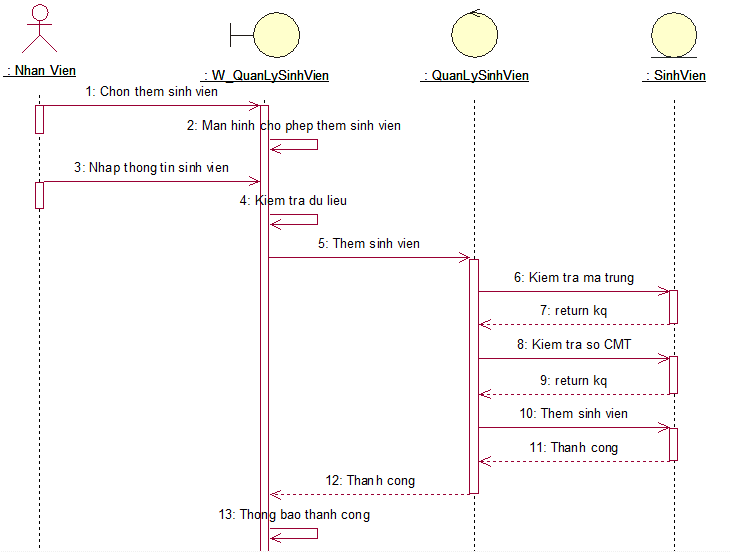 : Nhan Vien
: W_QuanLySinhVien
: QuanLySinhVien
: SinhVien
1: Chon them sinh vien
2: Man hinh cho phep them sinh vien
3: Nhap thong tin sinh vien
4: Kiem tra du lieu
5: Them sinh vien
6: Kiem tra ma trung
7: return kq
8: Kiem tra so CMT
9: return kq
10: Them sinh vien
11: Thanh cong
12: Thanh cong
13: Thong bao thanh cong